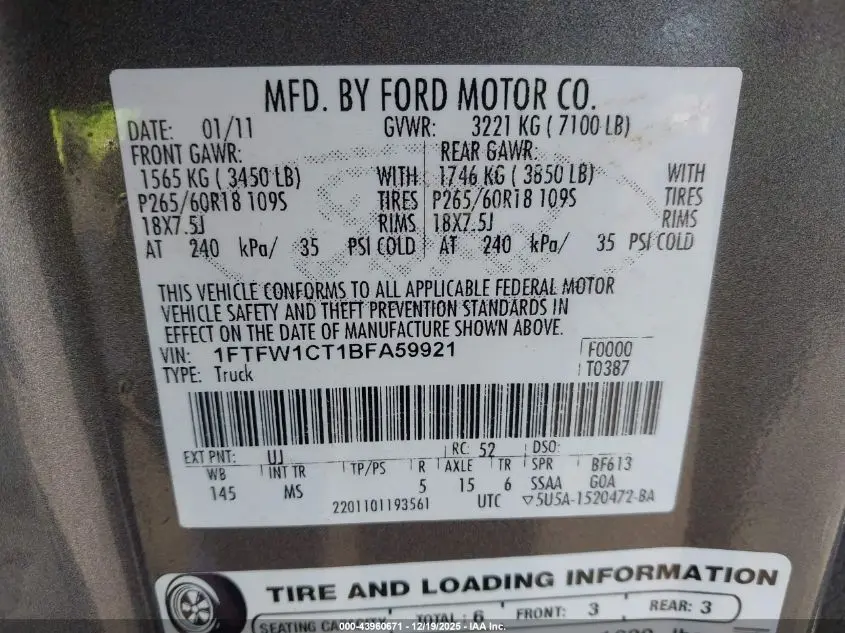 MFD. BY FORD MOTOR CO.
DATE: 01/11 GVWR: 3221 KG ( 7100 LB)
FRONT GAWR: REAR GAWR:
1565 KG ( 3450 LB) WITH 1746 KG ( 3850 LB) WITH
P265/60R18 109S TIRES P265/60R18 109S TIRES
18X7.5J RIMS 18X7.5J RIMS
AT 240 kPa/ 35 PSI COLD AT 240 kPa/ 35 PSI COLD
THIS VEHICLE CONFORMS TO ALL APPLICABLE FEDERAL MOTOR
VEHICLE SAFETY AND THEFT PREVENTION STANDARDS IN
EFFECT ON THE DATE OF MANUFACTURE SHOWN ABOVE.
VIN: 1FTFW1CT1BFA59921 F0000
TYPE: Truck T0387
EXT PNT: UJ RC: 52 DSO:
WB INT TR TP/PS R AXLE TR SPR BF613
145 MS 5 15 6 SSAA GOA
2201101193561 UTC ▽5U5A-1520472-BA
TIRE AND LOADING INFORMATION
SEATING TOTAL: 6 FRONT: 3 REAR: 3
000-43960671 - 12/19/2025 - IAA Inc.